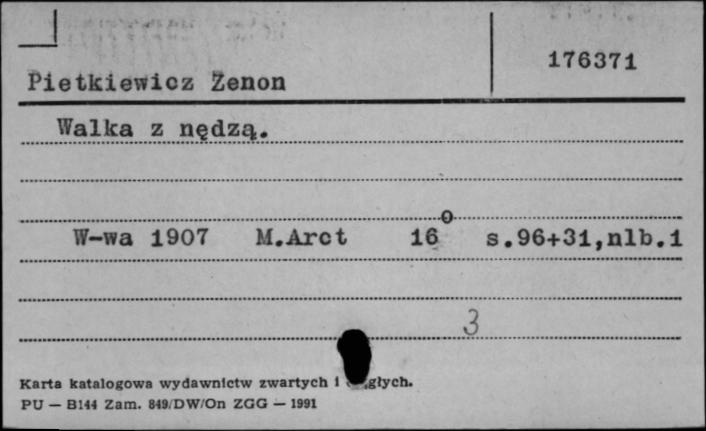 176371
Pietkiewicz Zenon
Walka z nędzą.
W-wa 1907 M.Arct 16° s.96+31,nlb.1
3
Karta katalogowa wydawnictw zwartych i
PU — B144 Zam. 849/DW/On ZGG — 1991